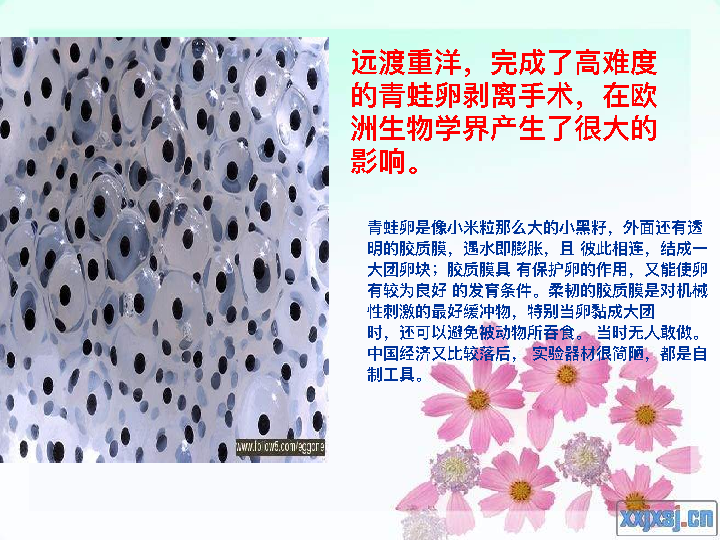 远渡重洋，完成了高难度
的青蛙卵剥离手术，在欧
洲生物学界产生了很大的
影响。
青蛙卵是像小米粒那么大的小黑籽，外面还有透
明的胶质膜，遇水即膨胀，且 彼此相连，结成一
大团卵块；胶质膜具 有保护卵的作用，又能使卵
有较为良好 的发育条件。柔韧的胶质膜是对机械
性刺激的最好缓冲物，特别当卵黏成大团
时，还可以避免被动物所吞食。 当时无人敢做。
中国经济又比较落后， 实验器材很简陋，都是自
制工具。
www.follow5.com/eggone
xxjxsj.cn